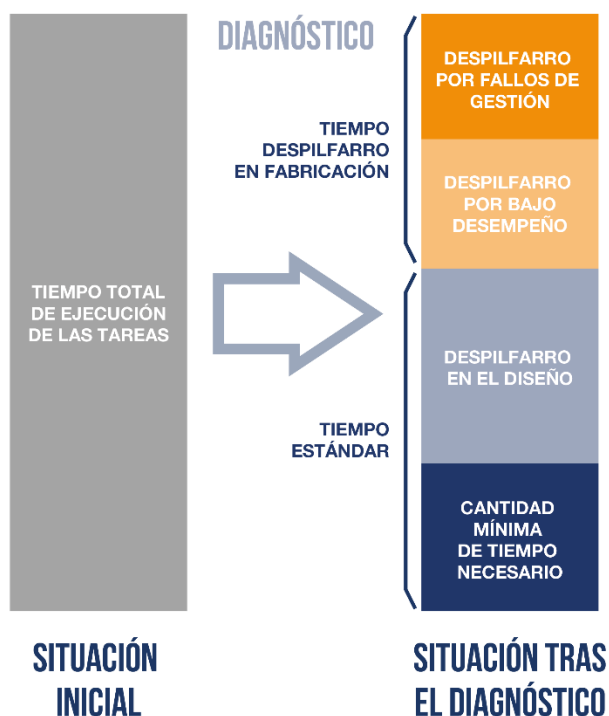 DIAGNÓSTICO
TIEMPO TOTAL
DE EJECUCIÓN
DE LAS TAREAS
TIEMPO
DESPILFARRO
EN FABRICACIÓN
TIEMPO
ESTÁNDAR
DESPILFARRO
POR FALLOS DE
GESTIÓN
DESPILFARRO
POR BAJO
DESEMPEÑO
DESPILFARRO
EN EL DISEÑO
CANTIDAD
MÍNIMA
DE TIEMPO
NECESARIO
SITUACIÓN
INICIAL
SITUACIÓN TRAS
EL DIAGNÓSTICO